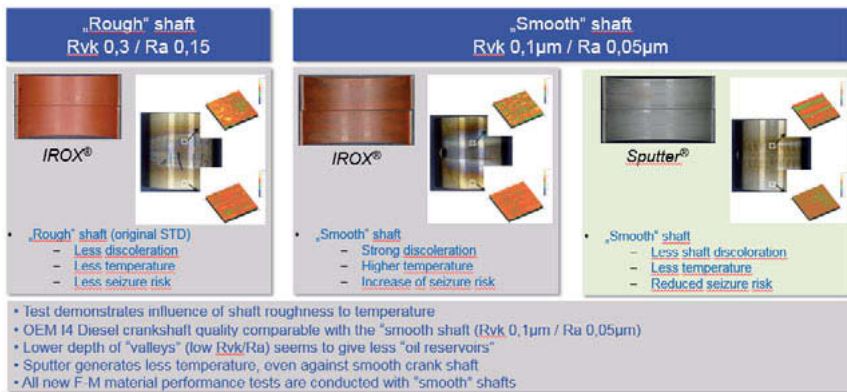 „Rough“ shaft
Rvk 0,3 / Ra 0,15
„Smooth“ shaft
Rvk 0,1µm / Ra 0,05µm
IROX®
• „Rough“ shaft (original STD)
– Less discoleration
– Less temperature
– Less seizure risk
IROX®
• „Smooth“ shaft
– Strong discoleration
– Higher temperature
– Increase of seizure risk
Sputter®
• „Smooth“ shaft
– Less shaft discoloration
– Less temperature
– Reduced seizure risk
• Test demonstrates influence of shaft roughness to temperature
• OEM I4 Diesel crankshaft quality comparable with the “smooth shaft (Rvk 0,1µm / Ra 0,05µm)
• Lower depth of “valleys” (low Rvk/Ra) seems to give less “oil reservoirs”
• Sputter generates less temperature, even against smooth crank shaft
• All new F-M material performance tests are conducted with “smooth” shafts